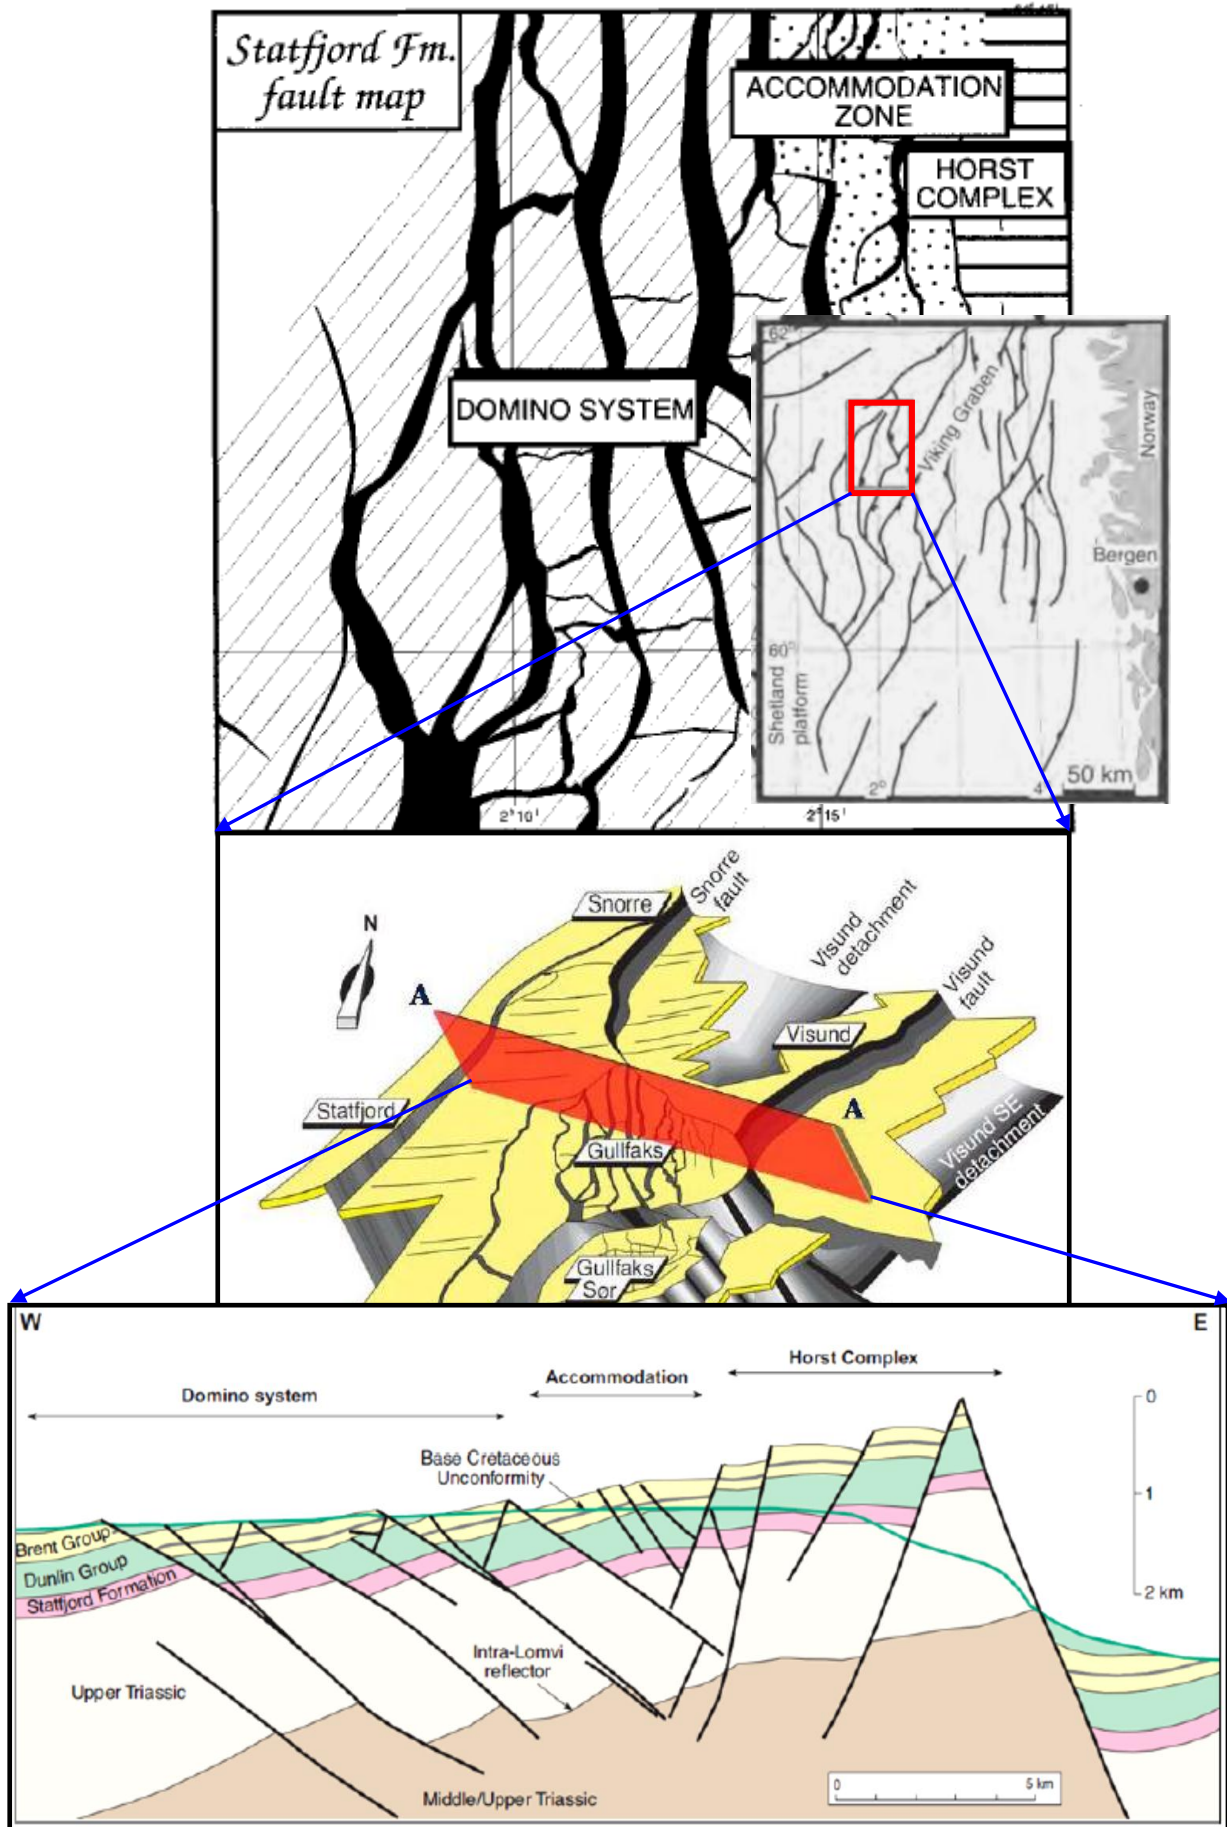 Statfjord Fm.
fault map
ACCOMMODATION
ZONE
HORST
COMPLEX
DOMINO SYSTEM
Viking Graben
Norway
Bergen
60°
Shetland
platform
50 km
2°
4
2°10'
2°15'
N
Snorre
Snorre
fault
Visund
detachment
Visund
fault
A
Visund
Statfjord
A
Gullfaks
Visund SE
detachment
Gullfaks
Sør
W
E
Horst Complex
Accommodation
Domino system
0
Base Cretaceous
Unconformity
1
Brent Group
Dunlin Group
Statfjord Formation
2 km
Intra-Lomvi
reflector
Upper Triassic
0
5 km
Middle/Upper Triassic